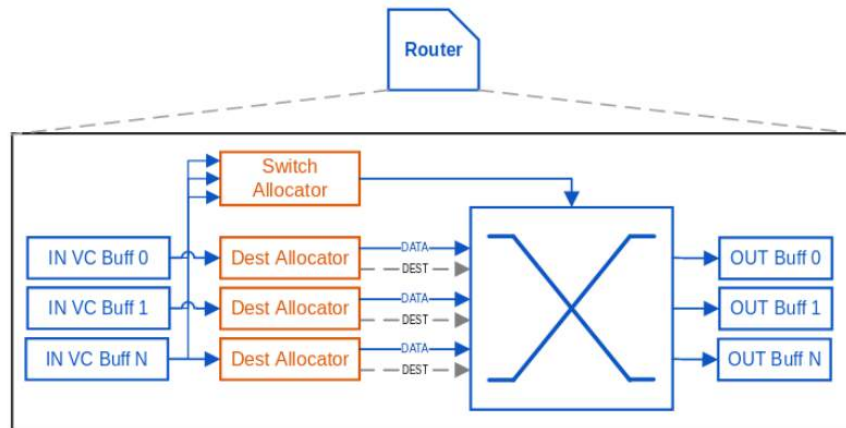 Router
Switch
Allocator
IN VC Buff 0
Dest Allocator
DATA
DEST
OUT Buff 0
IN VC Buff 1
Dest Allocator
DATA
DEST
OUT Buff 1
IN VC Buff N
Dest Allocator
DATA
DEST
OUT Buff N